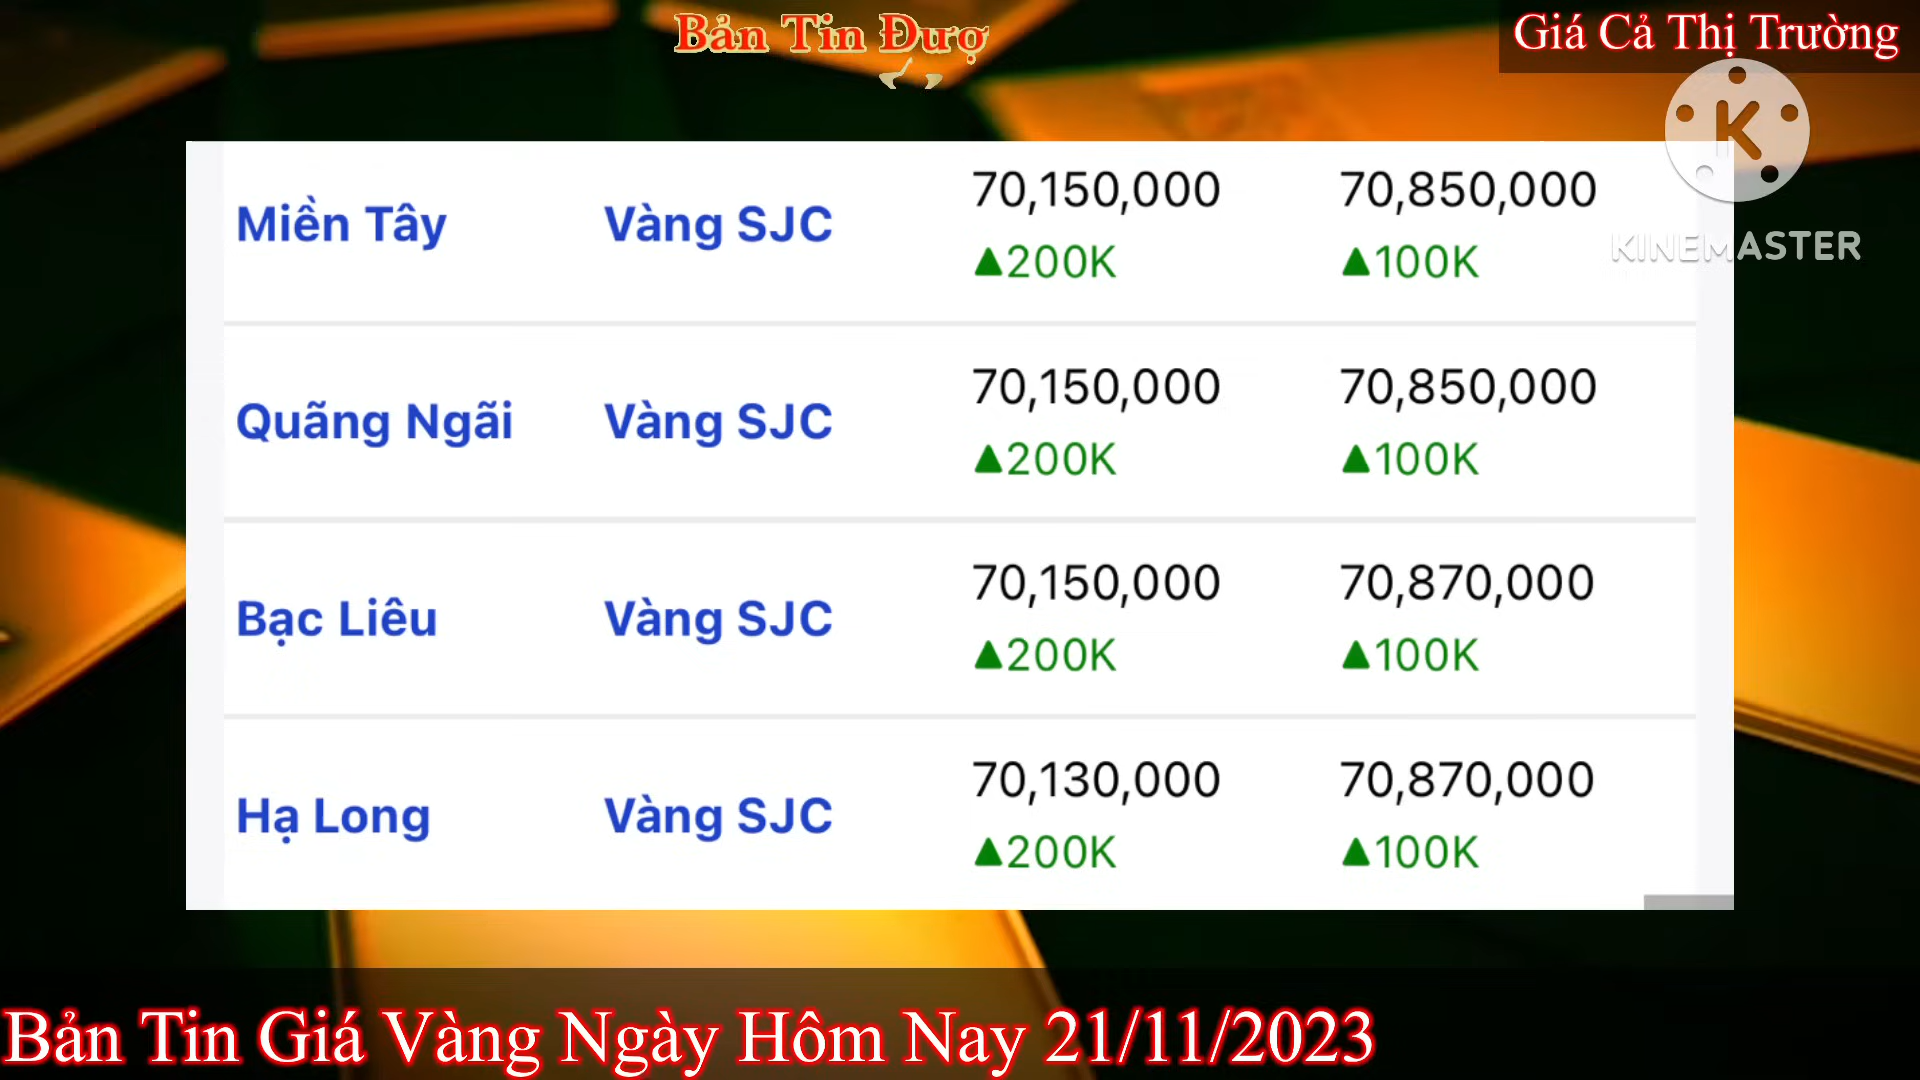 Bản Tin Đượ
Giá Cả Thị Trường
K
KINEMASTER
Miền Tây Vàng SJC 70,150,000 70,850,000
▲200K ▲100K
Quãng Ngãi Vàng SJC 70,150,000 70,850,000
▲200K ▲100K
Bạc Liêu Vàng SJC 70,150,000 70,870,000
▲200K ▲100K
Hạ Long Vàng SJC 70,130,000 70,870,000
▲200K ▲100K
Bản Tin Giá Vàng Ngày Hôm Nay 21/11/2023